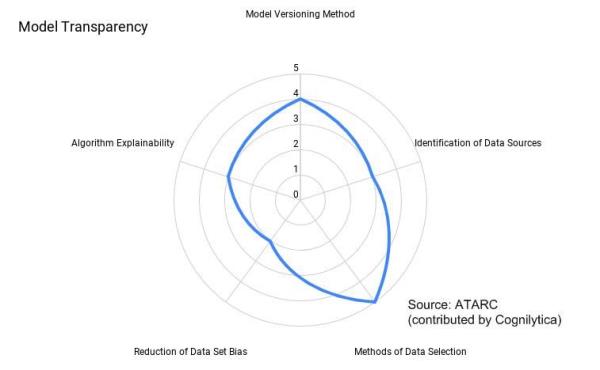 Model Versioning Method
Model Transparency
5
4
3
2
1
0
Algorithm Explainability
Identification of Data Sources
Source: ATARC
(contributed by Cognilytica)
Reduction of Data Set Bias
Methods of Data Selection